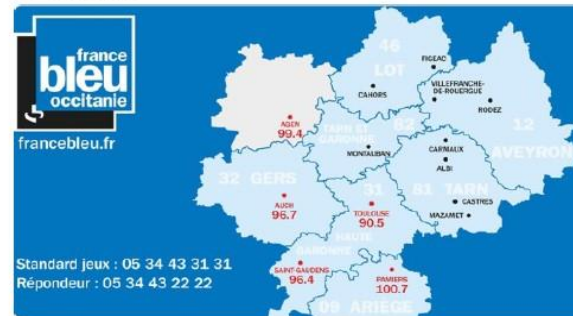 france
bleu
occitanie
francebleu.fr
46
LOT
FIGEAC
CAHORS
VILLEFRANCHE-
DE-ROUERGUE
RODEZ
12
AVEYRON
AGEN
99.4
TARN ET
GARONNE
82
MONTAUBAN
CARMAUX
ALBI
81 TARN
CASTRES
MAZAMET
32 GERS
AUCH
96.7
31
TOULOUSE
90.5
HAUTE
GARONNE
SAINT-GAUDENS
96.4
PAMIERS
100.7
09 ARIEGE
Standard jeux : 05 34 43 31 31
Répondeur : 05 34 43 22 22